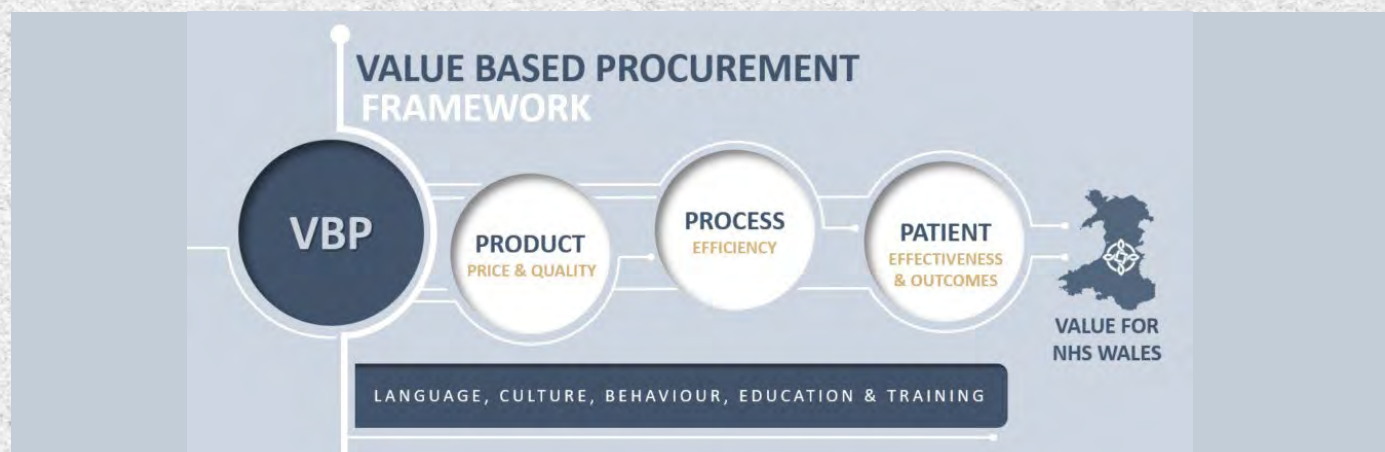 VALUE BASED PROCUREMENT
FRAMEWORK
VBP
PRODUCT
PRICE & QUALITY
PROCESS
EFFICIENCY
PATIENT
EFFECTIVENESS
& OUTCOMES
VALUE FOR
NHS WALES
LANGUAGE, CULTURE, BEHAVIOUR, EDUCATION & TRAINING